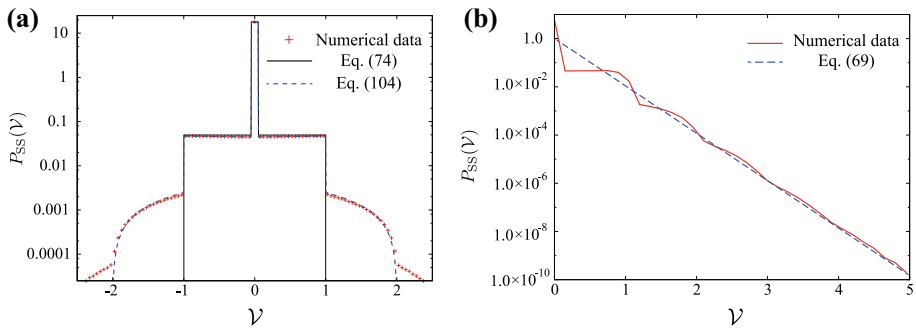 (a)
10
1
0.1
0.01
0.001
0.0001
P_SS(𝒱)
Numerical data
Eq. (74)
Eq. (104)
-2 -1 0 1 2
𝒱
(b)
1.0
1.0×10⁻²
1.0×10⁻⁴
1.0×10⁻⁶
1.0×10⁻⁸
1.0×10⁻¹⁰
P_SS(𝒱)
Numerical data
Eq. (69)
0 1 2 3 4 5
𝒱